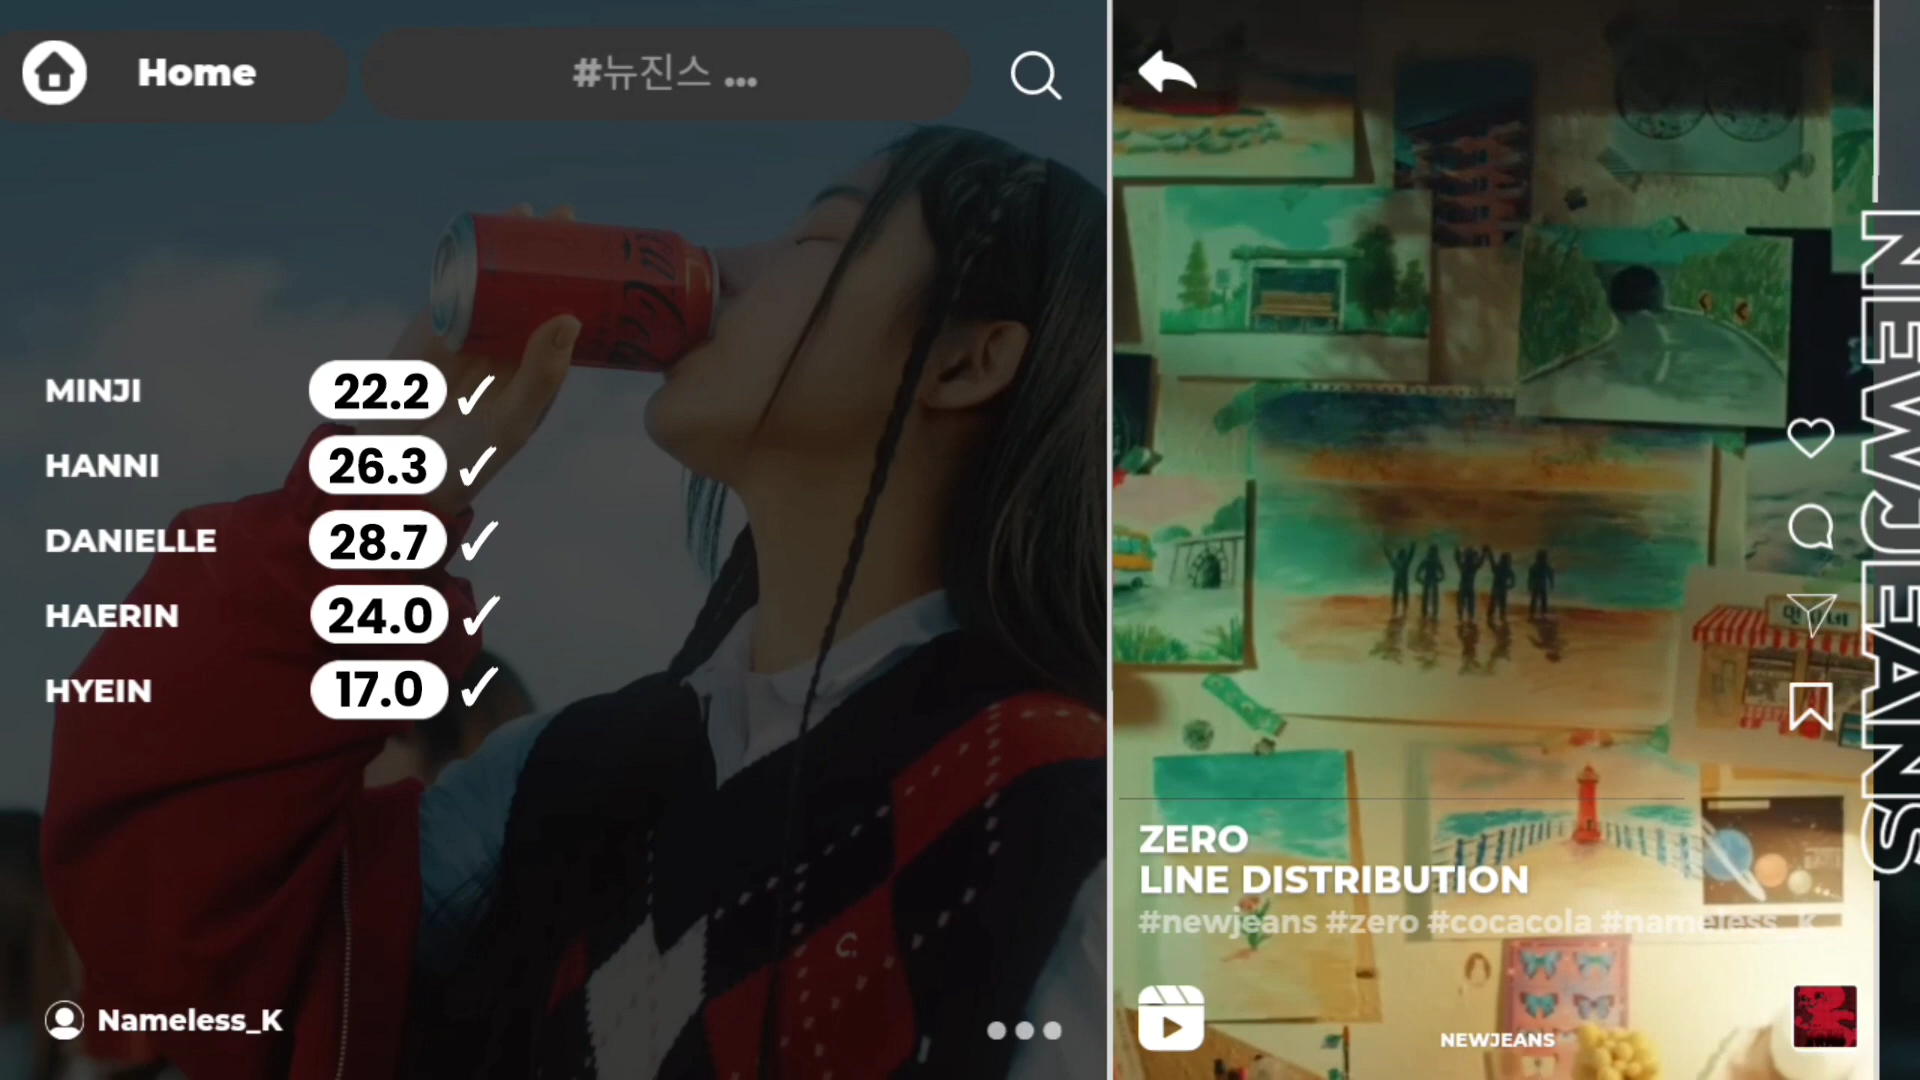 Home
#뉴진스 ...
MINJI 22.2 ✓
HANNI 26.3 ✓
DANIELLE 28.7 ✓
HAERIN 24.0 ✓
HYEIN 17.0 ✓
Nameless_K
ZERO
LINE DISTRIBUTION
#newjeans #zero #cocacola #nameless_K
NEWJEANS
NEWJEANS